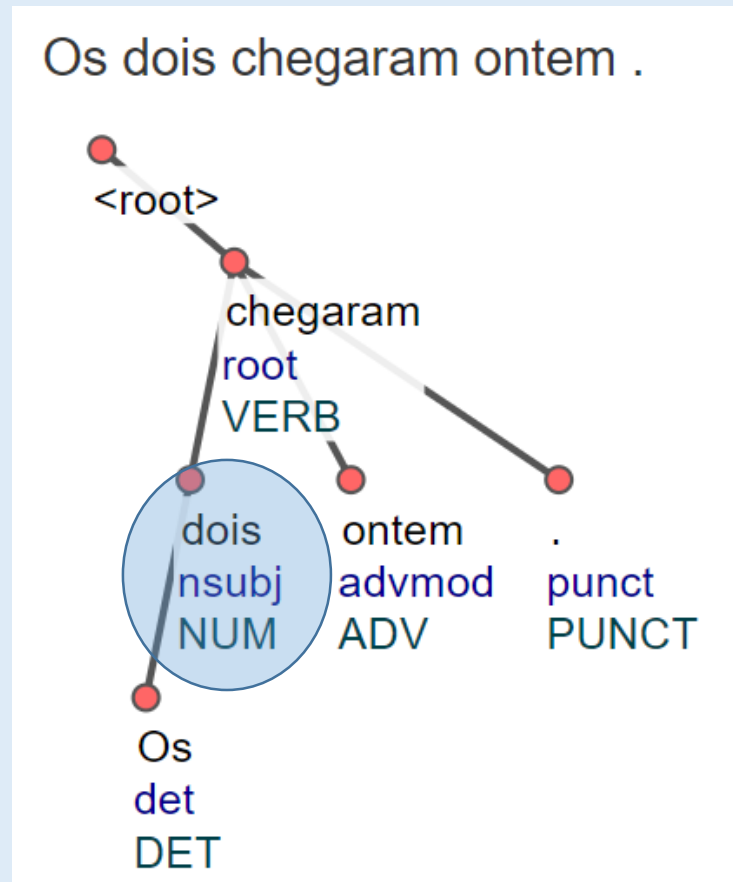 Os dois chegaram ontem .
<root>
chegaram
root
VERB
dois ontem .
nsubj advmod punct
NUM ADV PUNCT
Os
det
DET